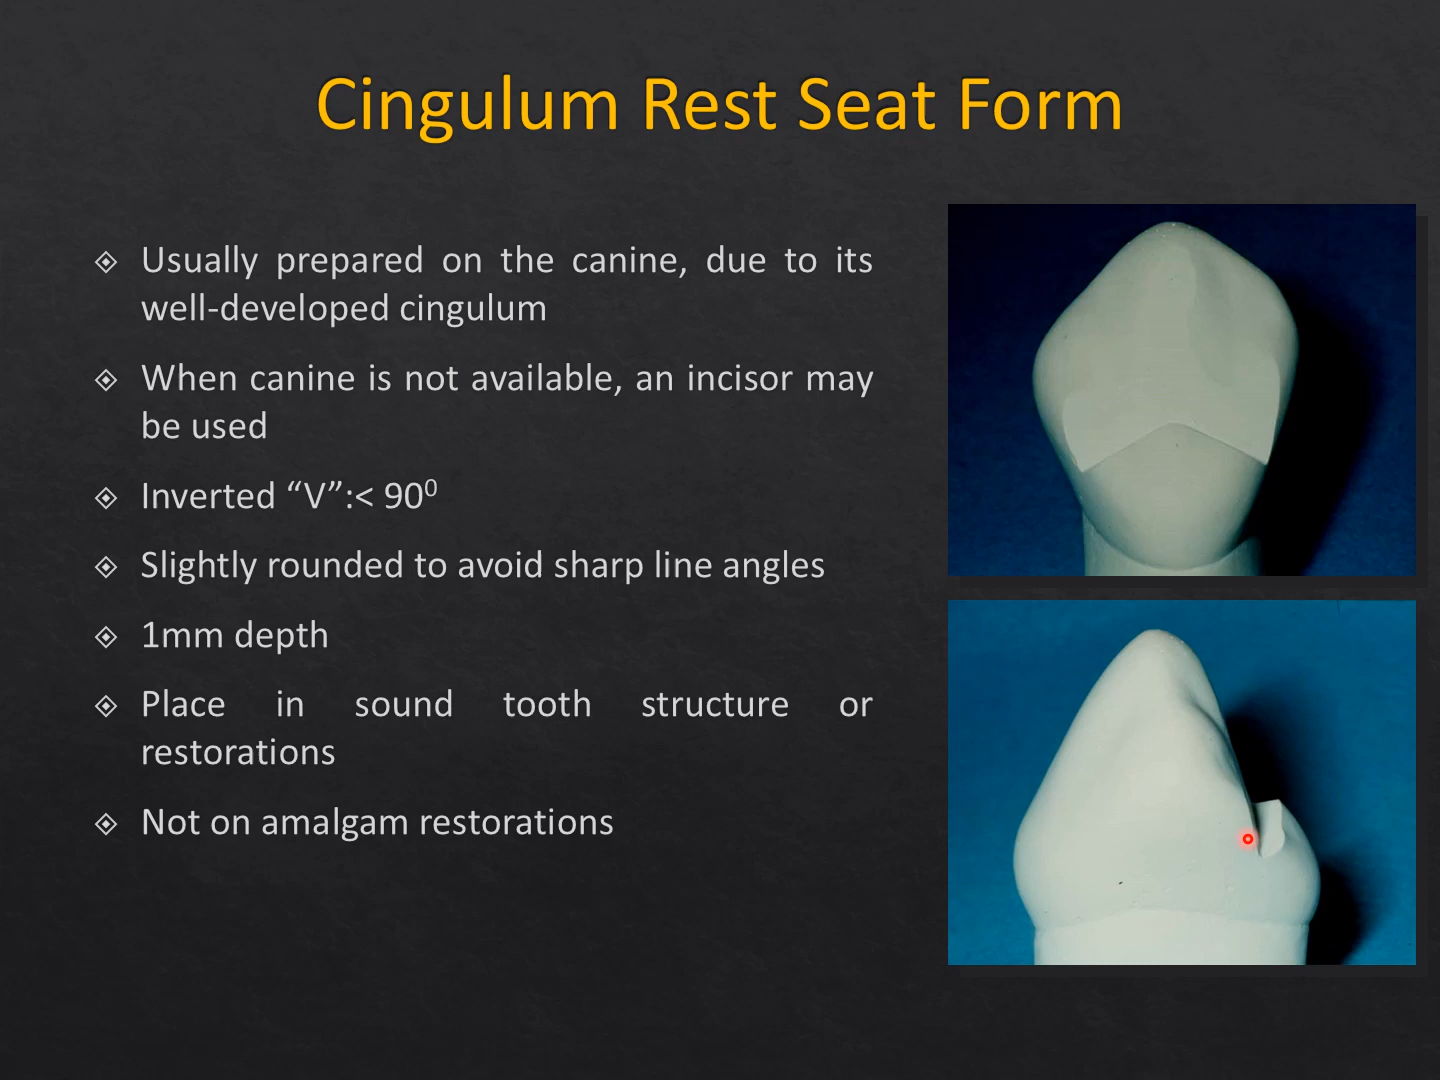 Cingulum Rest Seat Form
Usually prepared on the canine, due to its
well-developed cingulum
When canine is not available, an incisor may
be used
Inverted “V”:< 90⁰
Slightly rounded to avoid sharp line angles
1mm depth
Place in sound tooth structure or
restorations
Not on amalgam restorations